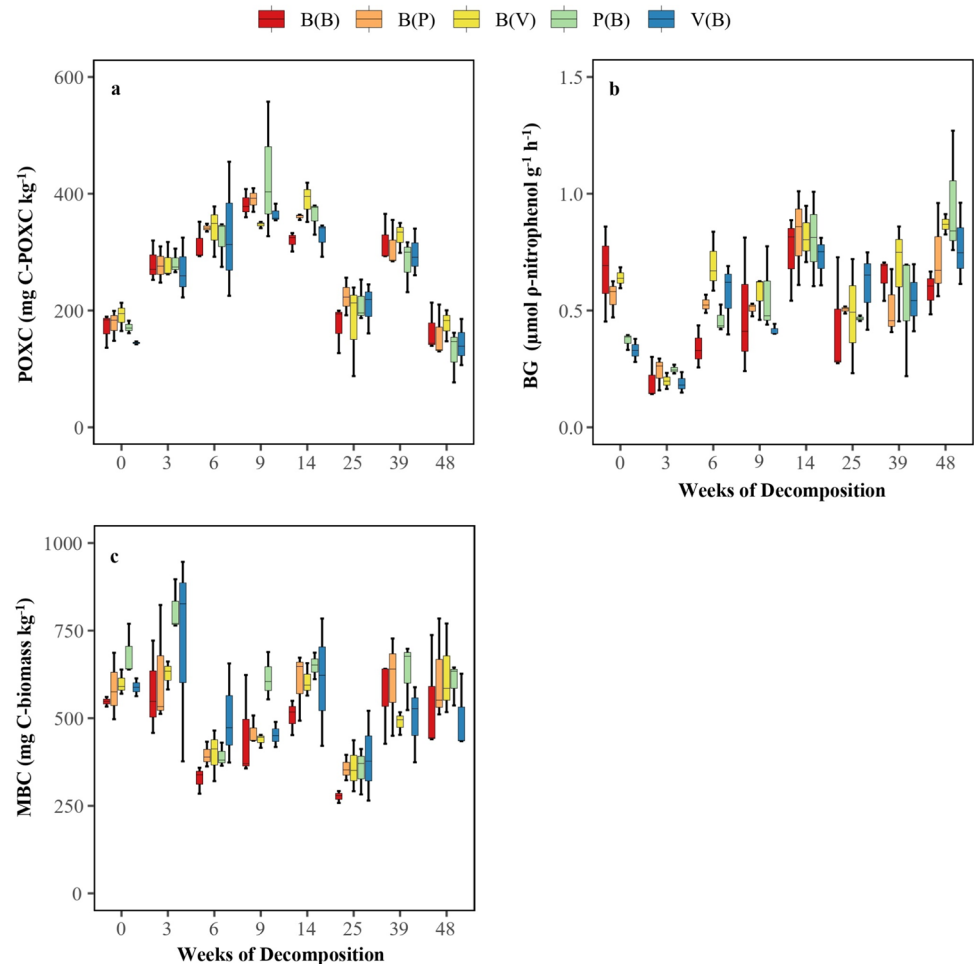 B(B) B(P) B(V) P(B) V(B)
a
POXC (mg C-POXC kg⁻¹)
600
400
200
0
0 3 6 9 14 25 39 48
b
BG (μmol ρ-nitrophenol g⁻¹ h⁻¹)
1.5
1.0
0.5
0.0
0 3 6 9 14 25 39 48
Weeks of Decomposition
c
MBC (mg C-biomass kg⁻¹)
1000
750
500
250
0
0 3 6 9 14 25 39 48
Weeks of Decomposition